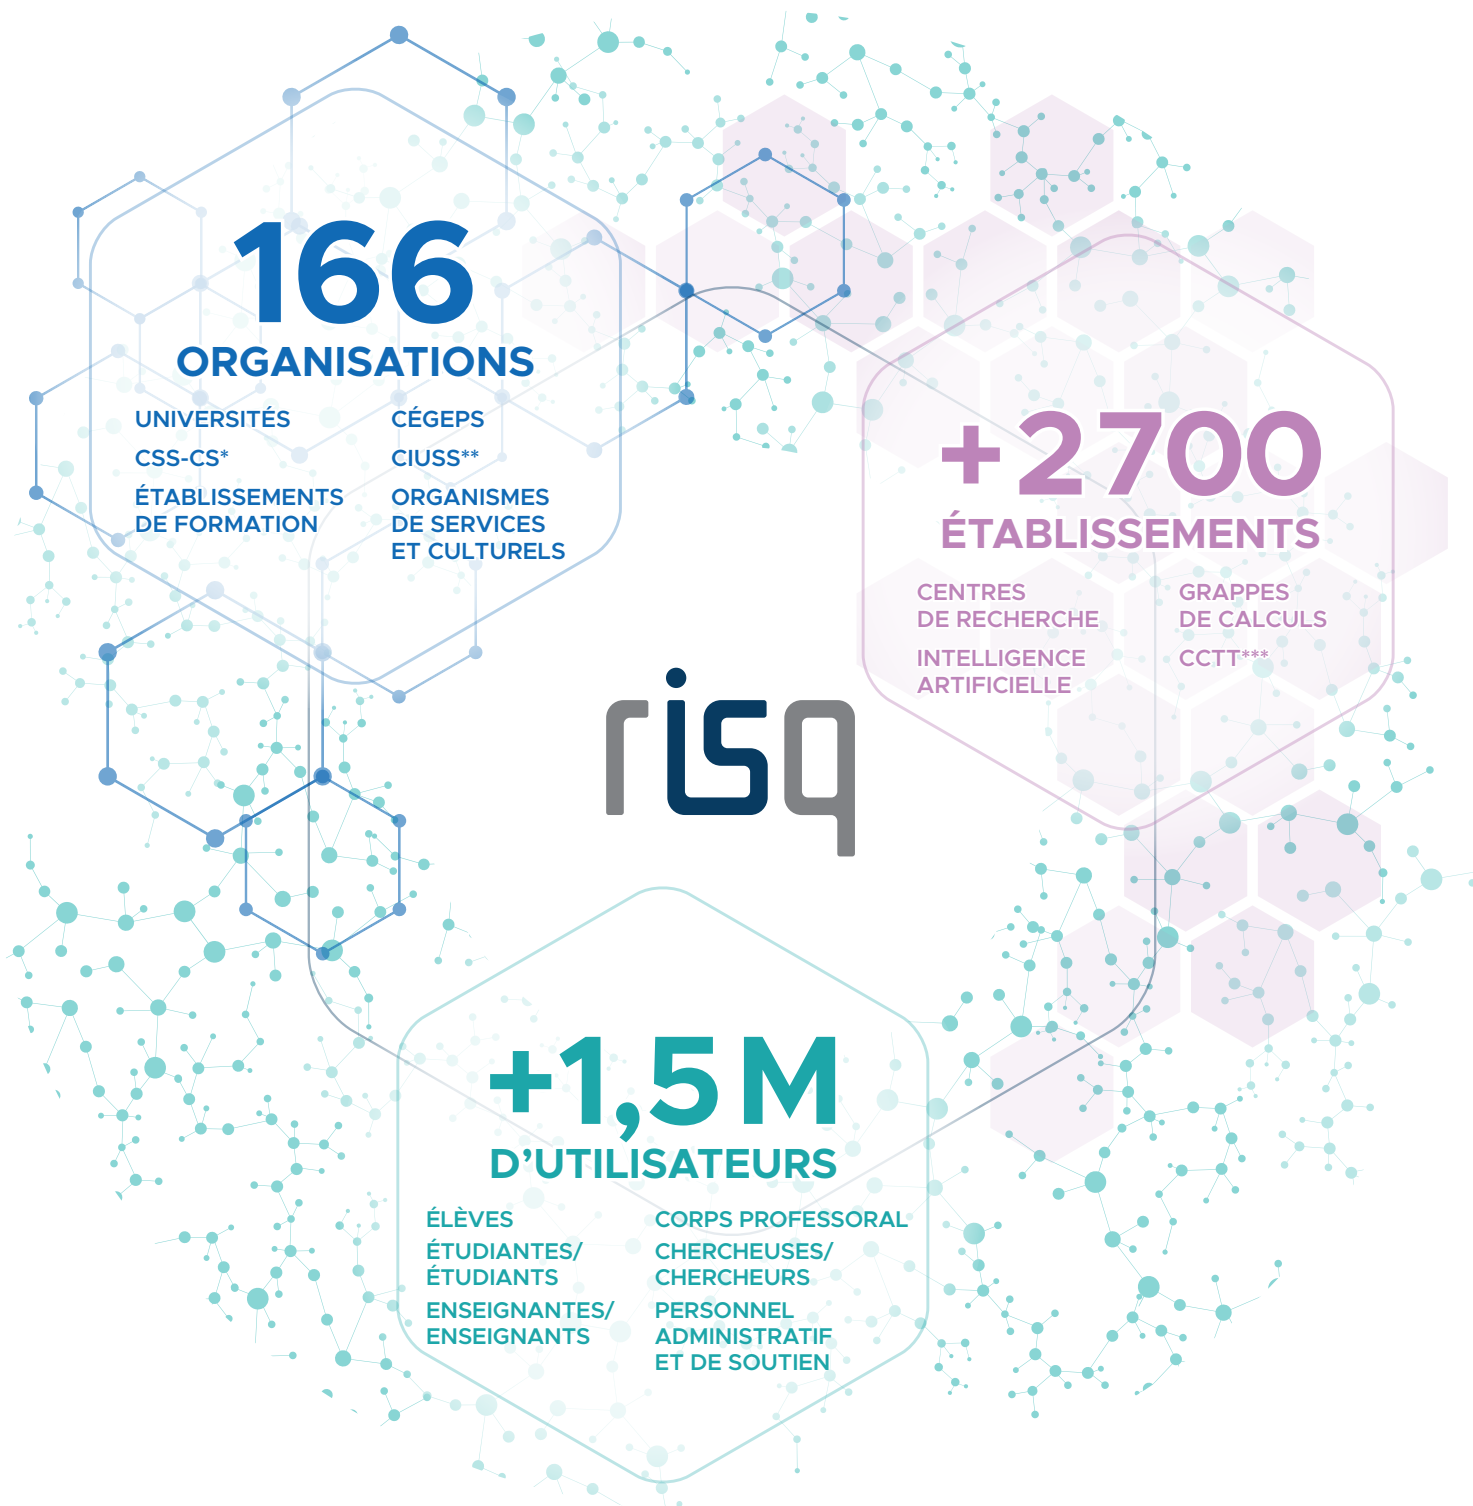 166
ORGANISATIONS
UNIVERSITÉS
CSS-CS*
ÉTABLISSEMENTS
DE FORMATION
CÉGEPS
CIUSS**
ORGANISMES
DE SERVICES
ET CULTURELS
+2700
ÉTABLISSEMENTS
CENTRES
DE RECHERCHE
INTELLIGENCE
ARTIFICIELLE
GRAPPES
DE CALCULS
CCTT***
risq
+1,5 M
D’UTILISATEURS
ÉLÈVES
ÉTUDIANTES/
ÉTUDIANTS
ENSEIGNANTES/
ENSEIGNANTS
CORPS PROFESSORAL
CHERCHEUSES/
CHERCHEURS
PERSONNEL
ADMINISTRATIF
ET DE SOUTIEN